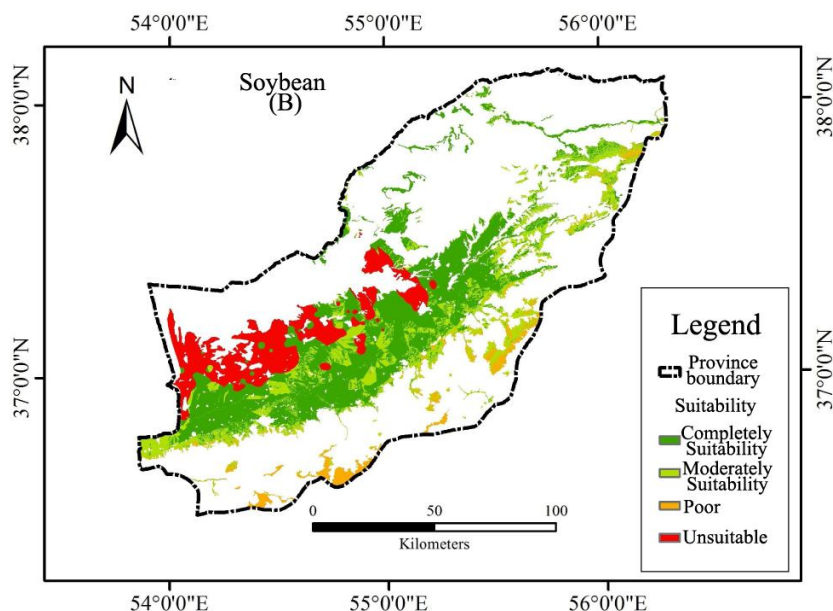 54°0'0"E 55°0'0"E 56°0'0"E
N
Soybean
(B)
38°0'0"N
38°0'0"N
37°0'0"N
37°0'0"N
Legend
Province
boundary
Suitability
Completely
Suitability
Moderately
Suitability
Poor
Unsuitable
0 50 100
Kilometers
54°0'0"E 55°0'0"E 56°0'0"E